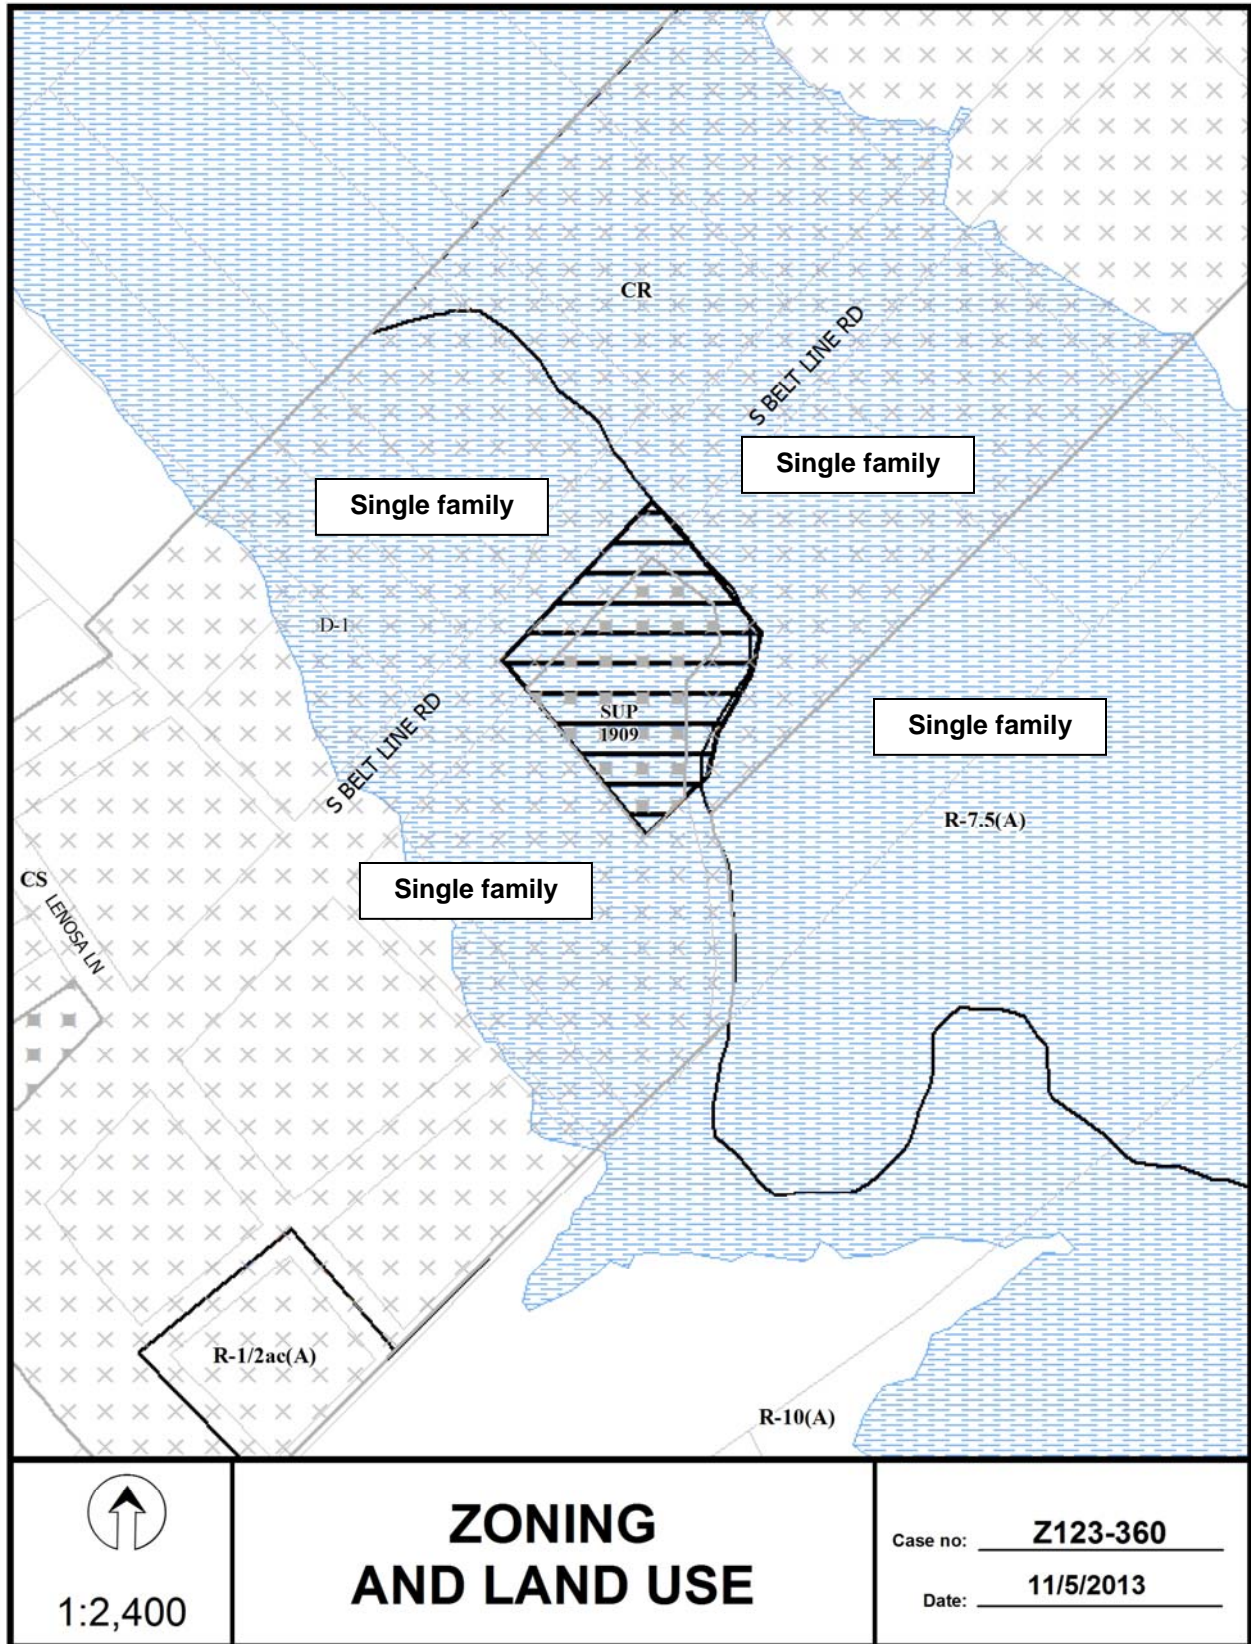 CR
S BELT LINE RD
Single family
Single family
D-1
SUP
1909
S BELT LINE RD
Single family
R-7.5(A)
CS
Single family
LENOSA LN
R-1/2ac(A)
R-10(A)
1:2,400
ZONING
AND LAND USE
Case no: Z123-360
Date: 11/5/2013